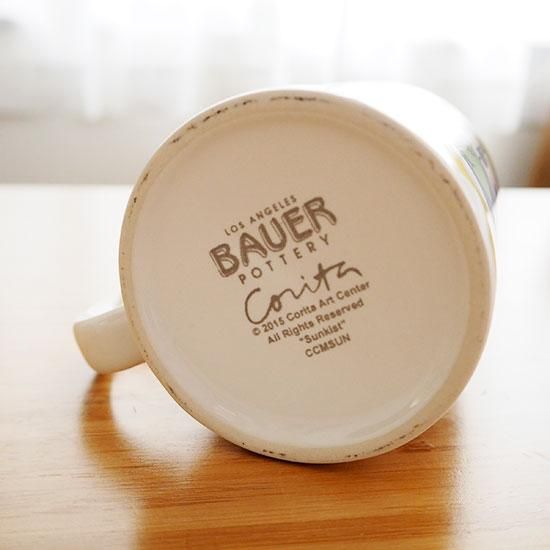 LOS ANGELES
BAUER
POTTERY
Corita
© 2015 Corita Art Center
All Rights Reserved
"Sunkist"
CCMSUN